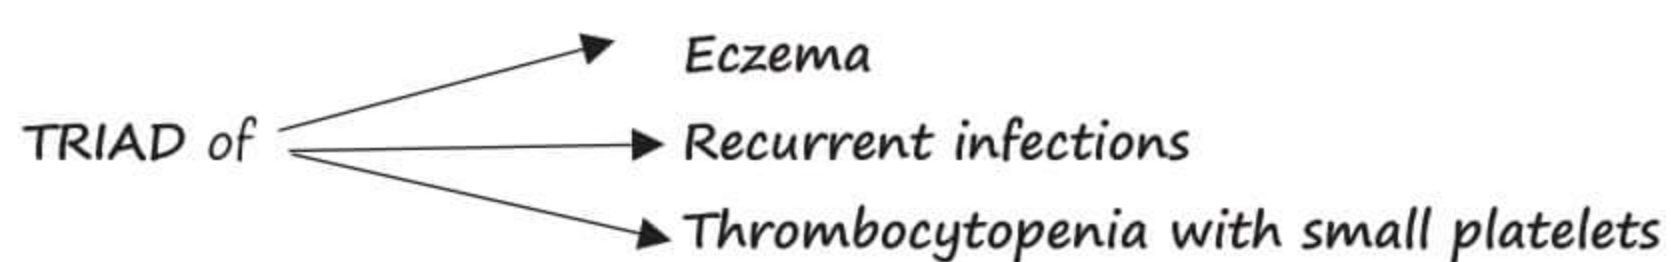 Eczema
TRIAD of Recurrent infections
Thrombocytopenia with small platelets